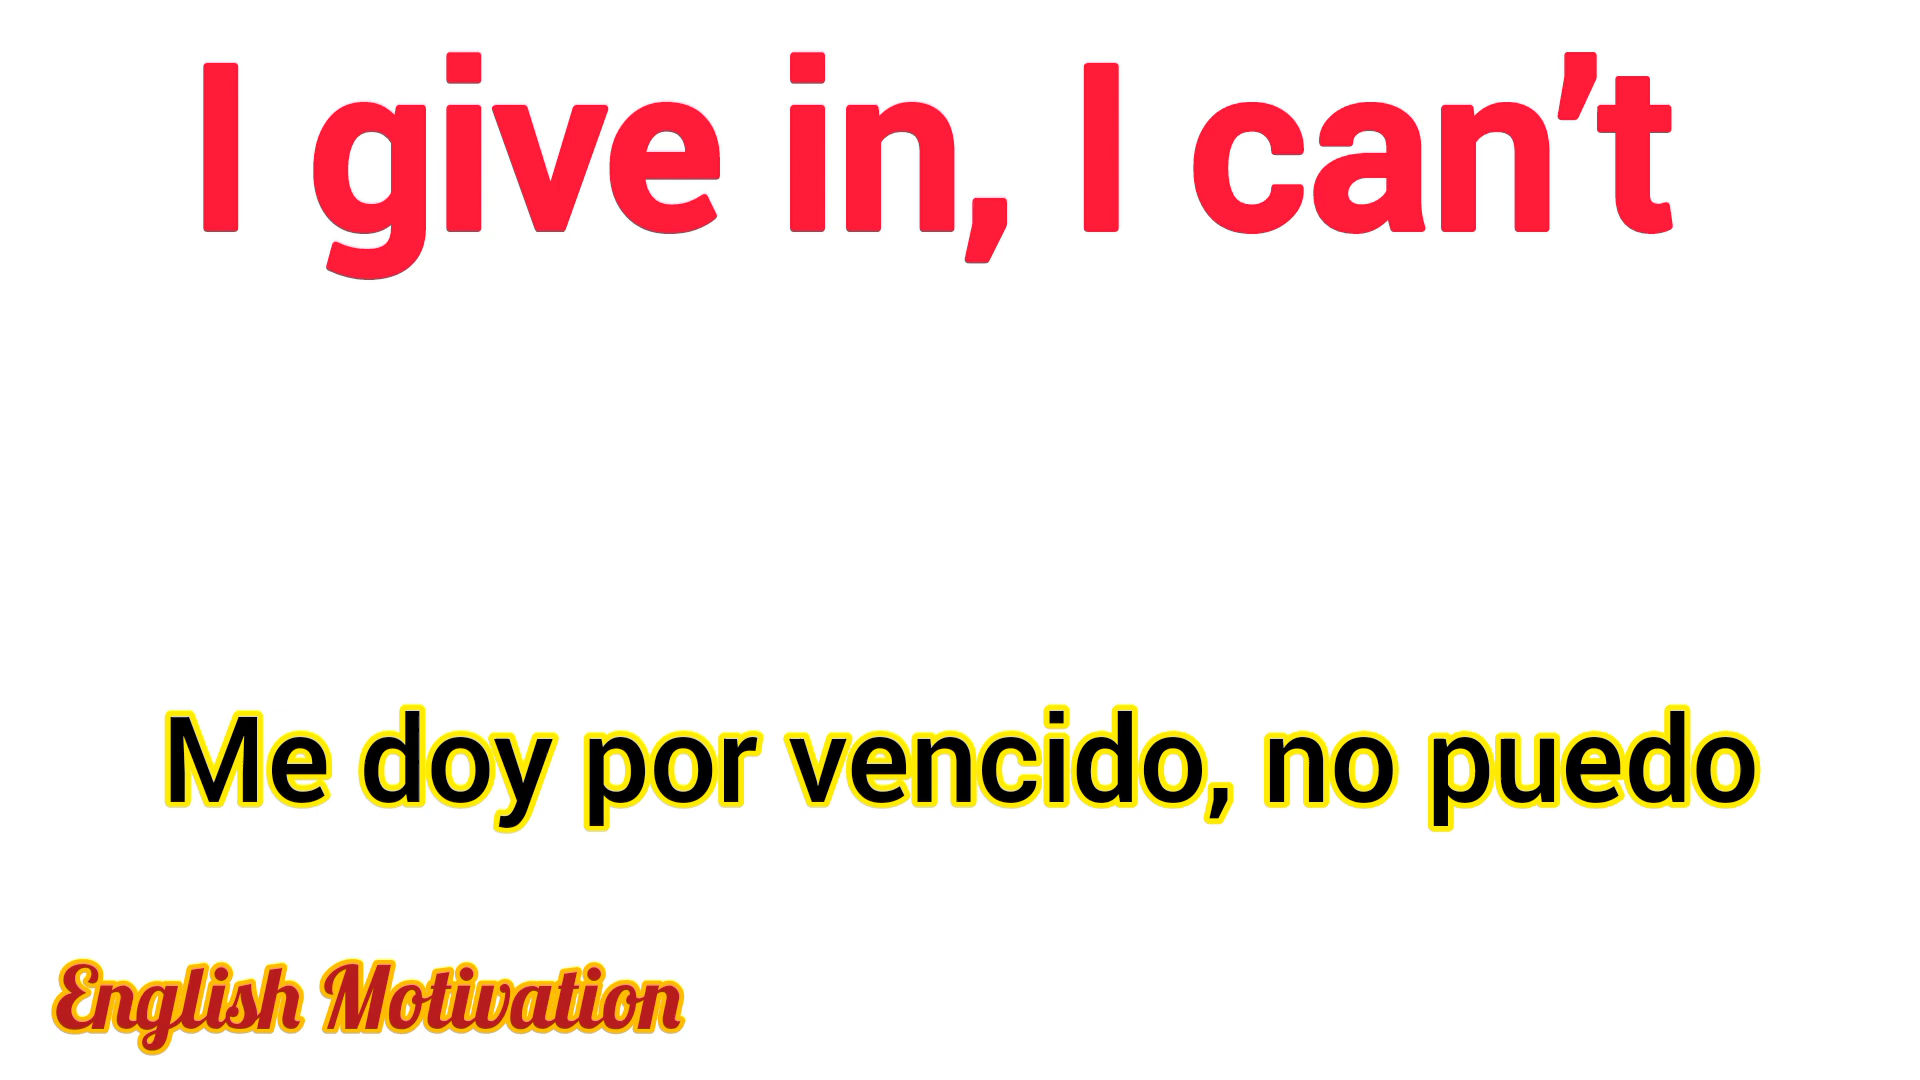 I give in, I can’t
Me doy por vencido, no puedo
English Motivation